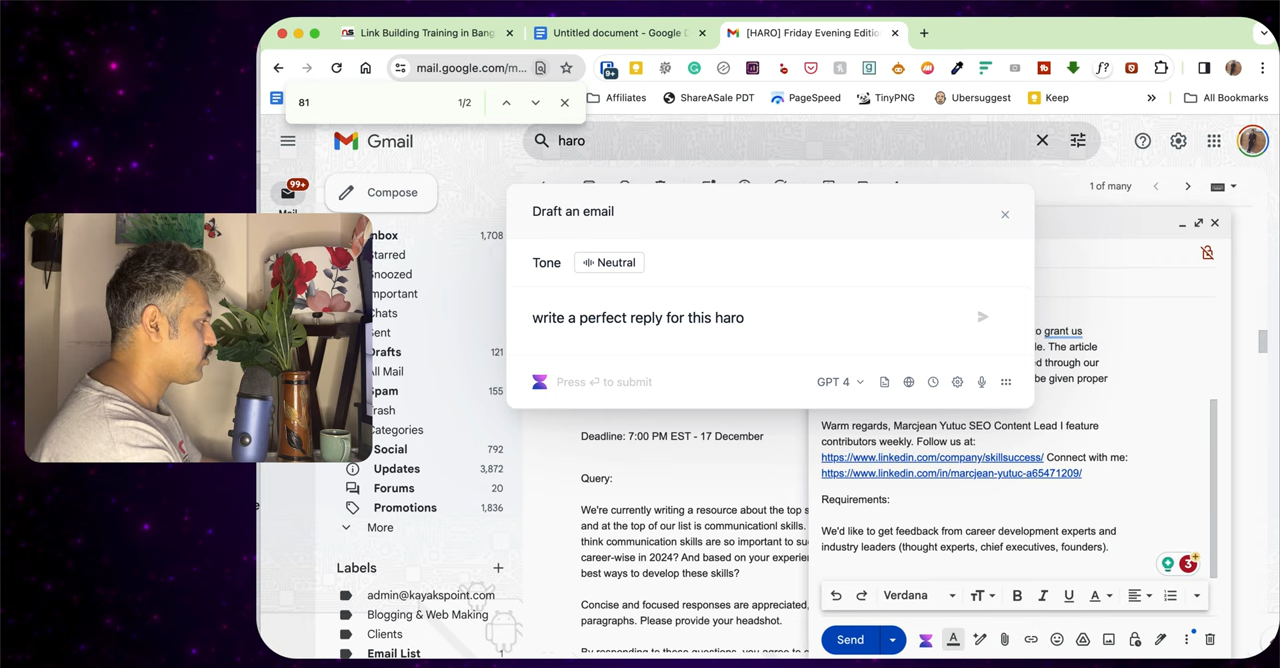 Link Building Training in Bang
Untitled document - Google D
[HARO] Friday Evening Editio
mail.google.com/m...
9+
81
1/2
Affiliates
ShareASale PDT
PageSpeed
TinyPNG
Ubersuggest
Keep
All Bookmarks
Gmail
haro
99+
Mail
Compose
1 of many
nbox 1,708
Starred
Snoozed
mportant
Chats
Sent
Drafts 121
All Mail
Spam 155
Trash
Categories
Social 792
Updates 3,872
Forums 20
Promotions 1,836
More
Labels
admin@kayakspoint.com
Blogging & Web Making
Clients
Email List 1
Draft an email
Tone Neutral
write a perfect reply for this haro
Press ↵ to submit
GPT 4
Deadline: 7:00 PM EST - 17 December
Query:
We're currently writing a resource about the top s
and at the top of our list is communicationl skills.
think communication skills are so important to su
career-wise in 2024? And based on your experien
best ways to develop these skills?
Concise and focused responses are appreciated,
paragraphs. Please provide your headshot.
By responding to these questions, you agree to
o grant us
le. The article
d through our
be given proper
Warm regards, Marcjean Yutuc SEO Content Lead I feature
contributors weekly. Follow us at:
https://www.linkedin.com/company/skillsuccess/ Connect with me:
https://www.linkedin.com/in/marcjean-yutuc-a65471209/
Requirements:
We'd like to get feedback from career development experts and
industry leaders (thought experts, chief executives, founders).
3
Verdana
Send